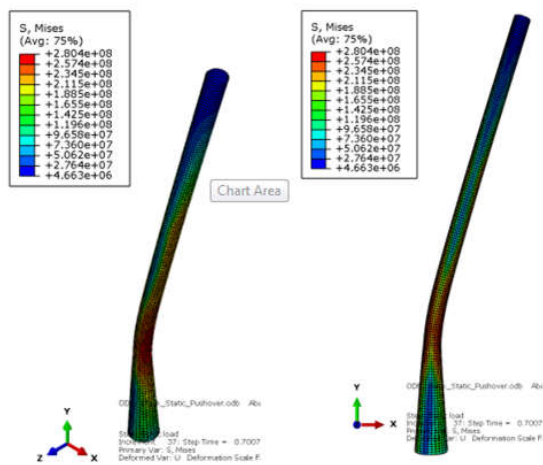 S, Mises
(Avg: 75%)
+2.804e+08
+2.574e+08
+2.345e+08
+2.115e+08
+1.885e+08
+1.655e+08
+1.425e+08
+1.196e+08
+9.658e+07
+7.360e+07
+5.062e+07
+2.764e+07
+4.663e+06
Chart Area
Y
Z
X
OD
_Static_Pushover.odb
Ste
load
Increment
37: Step Time =
0.7007
Primary Var: S, Mises
Deformed Var: U Deformation Scale F
S, Mises
(Avg: 75%)
+2.804e+08
+2.574e+08
+2.345e+08
+2.115e+08
+1.885e+08
+1.655e+08
+1.425e+08
+1.196e+08
+9.658e+07
+7.360e+07
+5.062e+07
+2.764e+07
+4.663e+06
Y
X
_Static_Pushover.odb
load
37: Step Time =
0.7007
Primary Var: S, Mises
Deformed Var: U Deformation Scale F